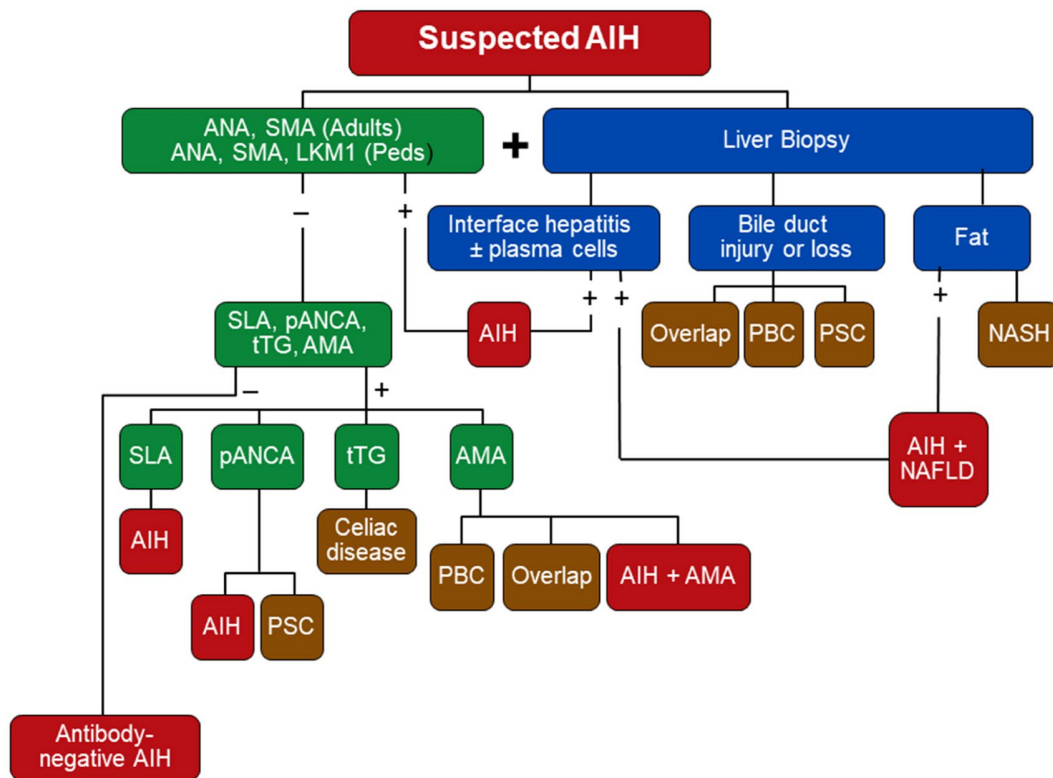 Suspected AIH
ANA, SMA (Adults)
ANA, SMA, LKM1 (Peds)
+
Liver Biopsy
–
+
Interface hepatitis
± plasma cells
Bile duct
injury or loss
Fat
+
+
+
SLA, pANCA,
tTG, AMA
AIH
Overlap
PBC
PSC
NASH
–
+
SLA
pANCA
tTG
AMA
AIH +
NAFLD
AIH
Celiac
disease
PBC
Overlap
AIH + AMA
AIH
PSC
Antibody-
negative AIH